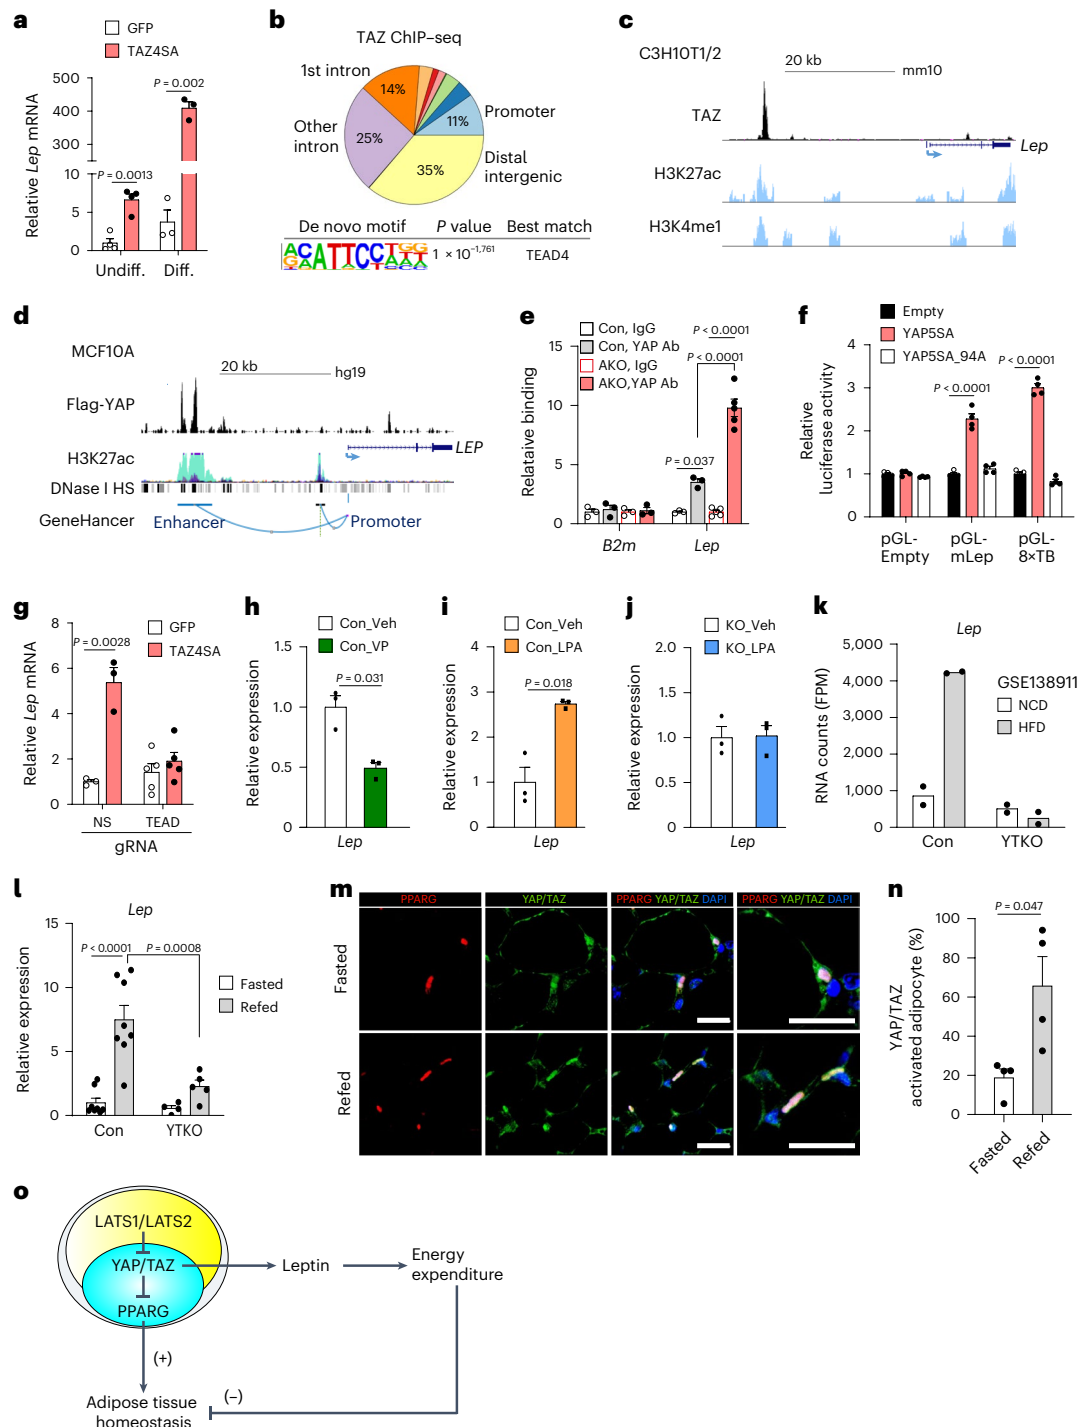 a
GFP
TAZ4SA
Relative Lep mRNA
500
400
300
10
5
0
P = 0.002
P = 0.0013
Undiff.
Diff.
b
TAZ ChIP–seq
1st intron
14%
Promoter
11%
Other
intron
25%
35%
Distal
intergenic
De novo motif
P value
Best match
1 × 10⁻¹,⁷⁶¹
TEAD4
c
C3H10T1/2
20 kb
mm10
TAZ
Lep
H3K27ac
H3K4me1
d
MCF10A
20 kb
hg19
Flag-YAP
LEP
H3K27ac
DNase I HS
GeneHancer
Enhancer
Promoter
e
Con, IgG
Con, YAP Ab
AKO, IgG
AKO,YAP Ab
P < 0.0001
P < 0.0001
P = 0.037
Relataive binding
15
10
5
0
B2m
Lep
f
Empty
YAP5SA
YAP5SA_94A
Relative
luciferase activity
4
3
2
1
0
P < 0.0001
P < 0.0001
pGL-
Empty
pGL-
mLep
pGL-
8×TB
g
GFP
TAZ4SA
P = 0.0028
Relative Lep mRNA
8
6
4
2
0
NS
TEAD
gRNA
h
Con_Veh
Con_VP
P = 0.031
Relative expression
1.5
1.0
0.5
0
Lep
i
Con_Veh
Con_LPA
P = 0.018
Relative expression
4
3
2
1
0
Lep
j
KO_Veh
KO_LPA
Relative expression
2.0
1.5
1.0
0.5
0
Lep
k
Lep
RNA counts (FPM)
5,000
4,000
3,000
2,000
1,000
0
GSE138911
NCD
HFD
Con
YTKO
l
Lep
Relative expression
15
10
5
0
P < 0.0001
P = 0.0008
Fasted
Refed
Con
YTKO
m
PPARG
YAP/TAZ
PPARG YAP/TAZ DAPI
PPARG YAP/TAZ DAPI
Fasted
Refed
n
P = 0.047
YAP/TAZ
activated adipocyte (%)
100
80
60
40
20
0
Fasted
Refed
o
LATS1/LATS2
YAP/TAZ
PPARG
Leptin
Energy
expenditure
(+)
(−)
Adipose tissue
homeostasis